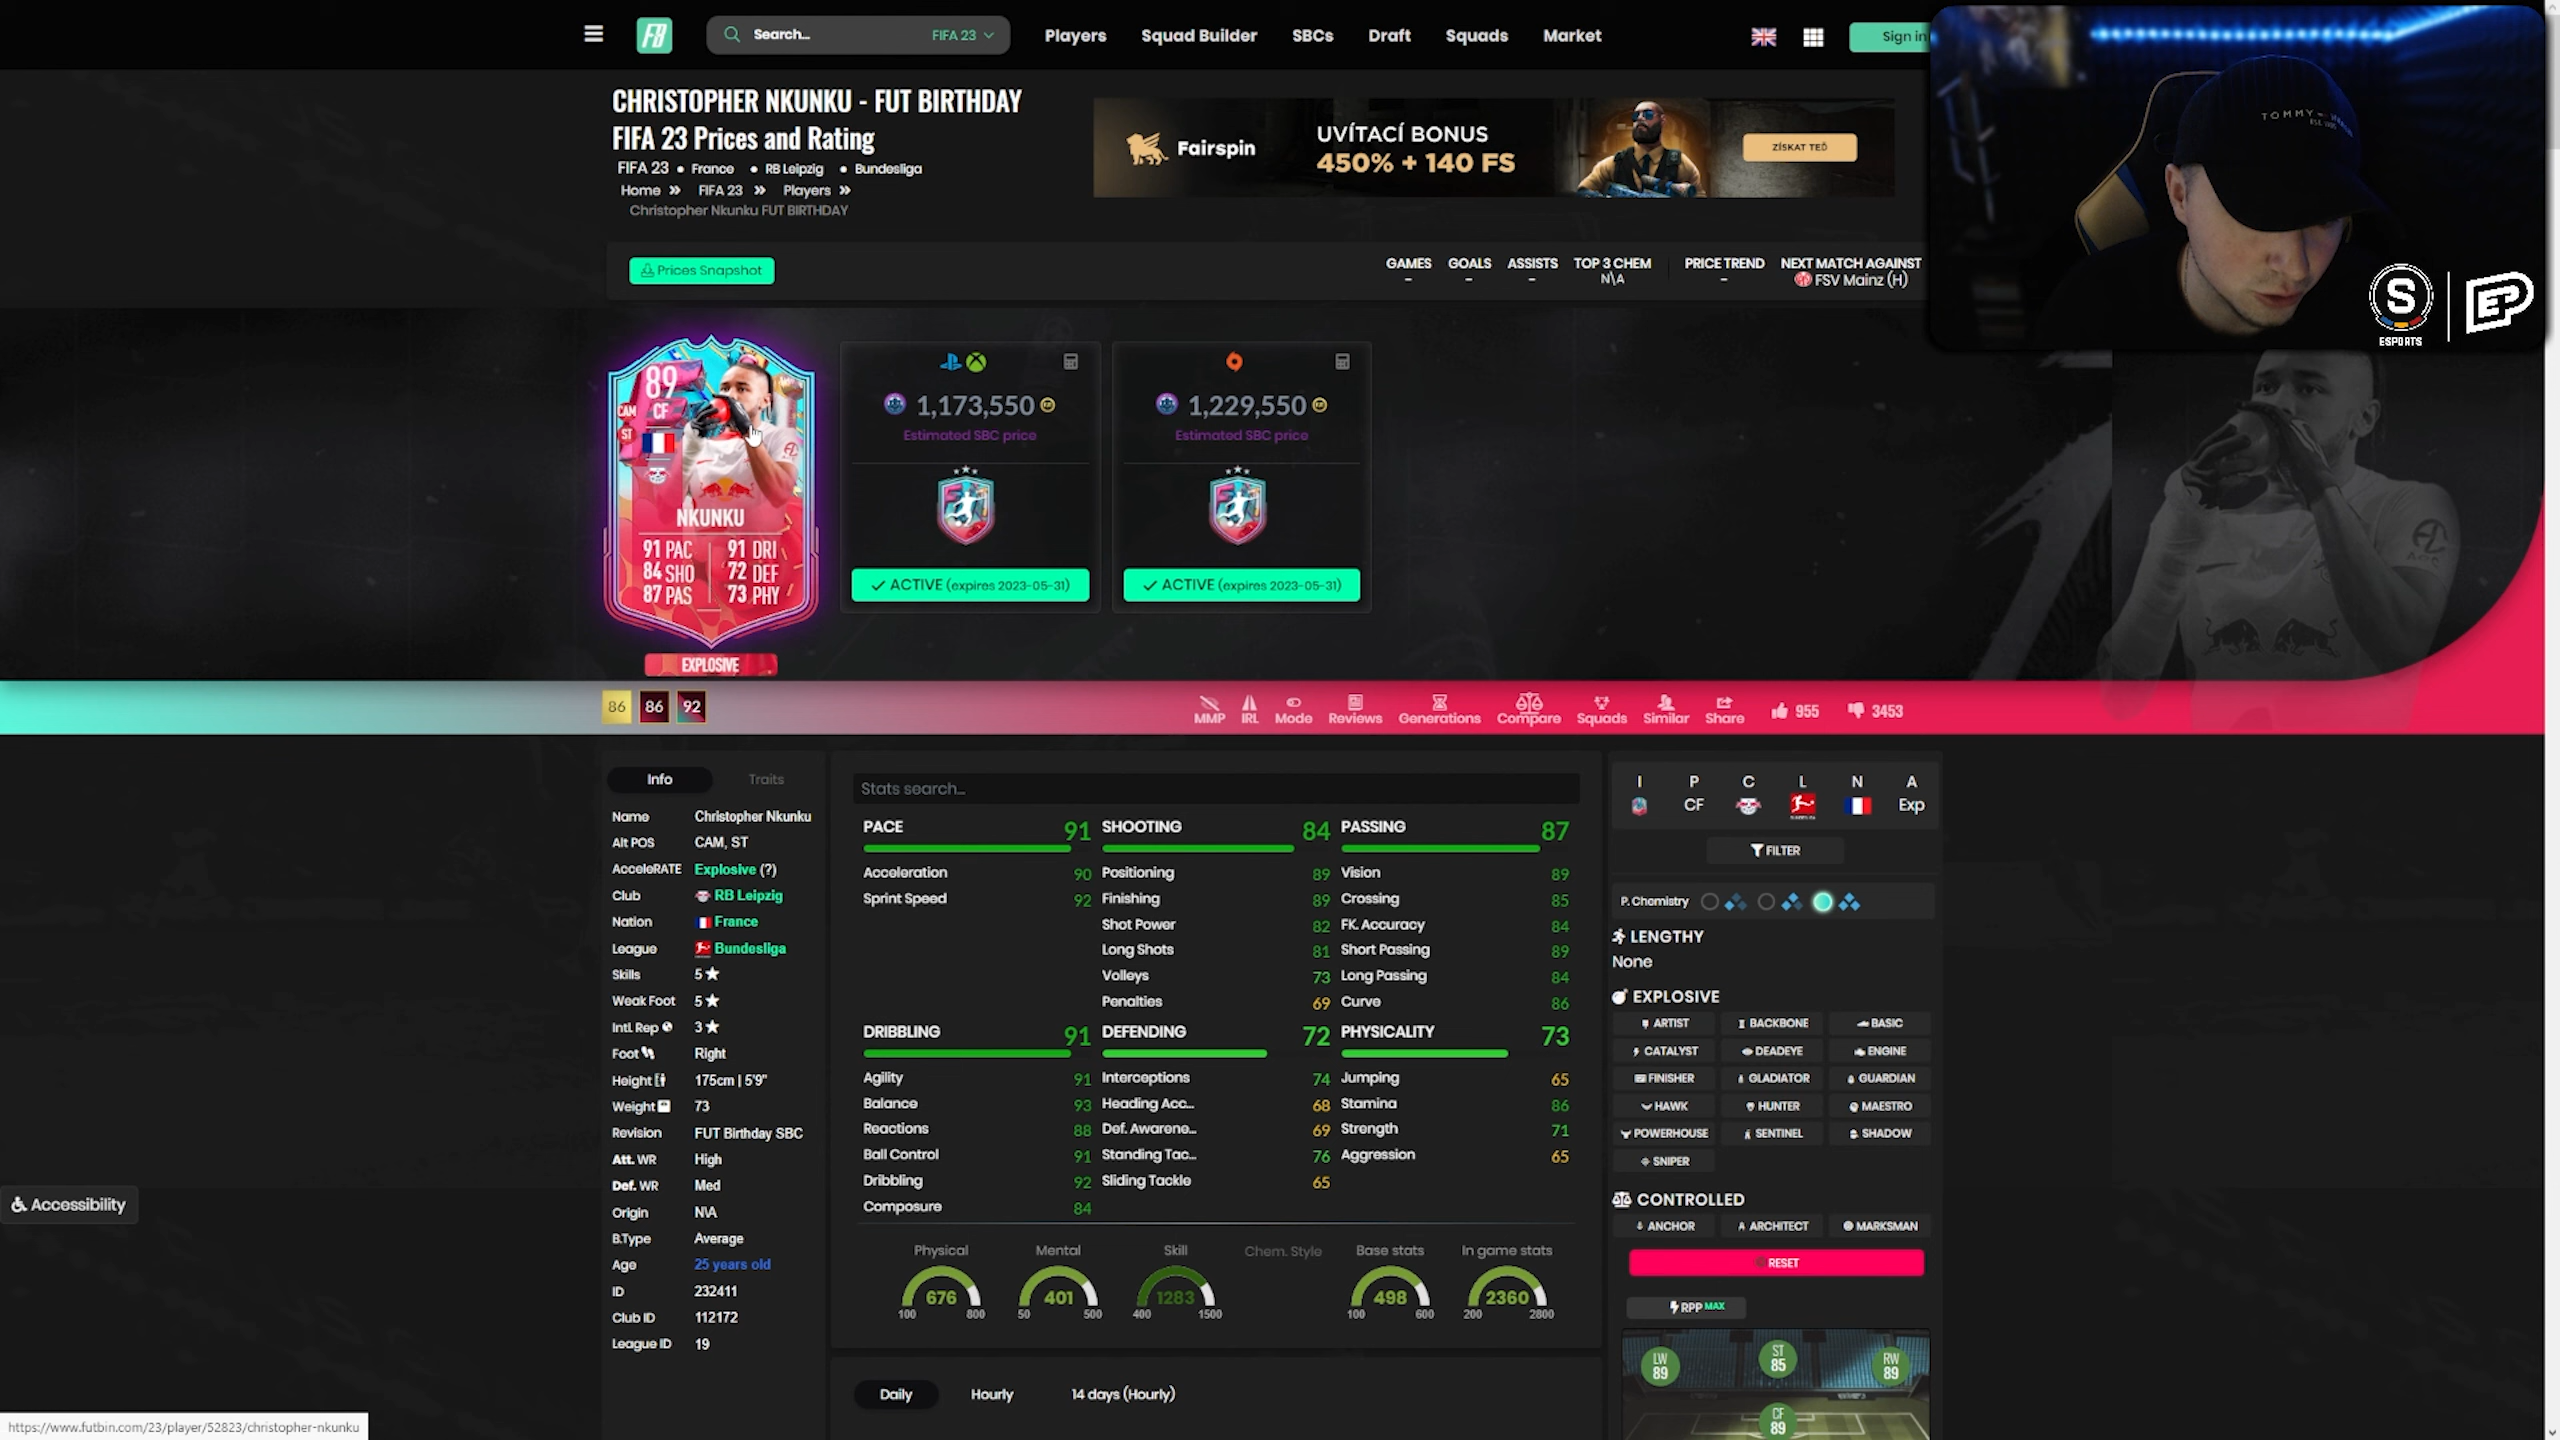 Search...
FIFA 23
Players
Squad Builder
SBCs
Draft
Squads
Market
Sign in
CHRISTOPHER NKUNKU - FUT BIRTHDAY
FIFA 23 Prices and Rating
FIFA 23 • France • RB Leipzig • Bundesliga
Home » FIFA 23 » Players »
Christopher Nkunku FUT BIRTHDAY
Fairspin
UVÍTACÍ BONUS
450% + 140 FS
ZÍSKAT TEĎ
TOMMY
ESPORTS
EP
Prices Snapshot
GAMES GOALS ASSISTS TOP 3 CHEM PRICE TREND NEXT MATCH AGAINST
- - - N\A - FSV Mainz (H)
89
CF
CAM
ST
NKUNKU
91 PAC 91 DRI
84 SHO 72 DEF
87 PAS 73 PHY
EXPLOSIVE
1,173,550
Estimated SBC price
ACTIVE (expires 2023-05-31)
1,229,550
Estimated SBC price
ACTIVE (expires 2023-05-31)
86 86 92
MMP IRL Mode Reviews Generations Compare Squads Similar Share 955 3453
Info Traits
Name Christopher Nkunku
Alt POS CAM, ST
AcceleRATE Explosive (?)
Club RB Leipzig
Nation France
League Bundesliga
Skills 5 ★
Weak Foot 5 ★
Intl. Rep 3 ★
Foot Right
Height 175cm | 5'9"
Weight 73
Revision FUT Birthday SBC
Att. WR High
Def. WR Med
Origin N\A
B.Type Average
Age 25 years old
ID 232411
Club ID 112172
League ID 19
Stats search...
PACE 91
Acceleration 90
Sprint Speed 92
SHOOTING 84
Positioning 89
Finishing 89
Shot Power 82
Long Shots 81
Volleys 73
Penalties 69
PASSING 87
Vision 89
Crossing 85
FK. Accuracy 84
Short Passing 89
Long Passing 84
Curve 86
DRIBBLING 91
Agility 91
Balance 93
Reactions 88
Ball Control 91
Dribbling 92
Composure 84
DEFENDING 72
Interceptions 74
Heading Acc... 68
Def. Awarene... 69
Standing Tac... 76
Sliding Tackle 65
PHYSICALITY 73
Jumping 65
Stamina 86
Strength 71
Aggression 65
Physical Mental Skill Chem. Style Base stats In game stats
676 401 1283 498 2360
100 800 50 500 400 1500 100 600 200 2800
Daily Hourly 14 days (Hourly)
I P C L N A
CF Exp
FILTER
P. Chemistry
LENGTHY
None
EXPLOSIVE
ARTIST BACKBONE BASIC
CATALYST DEADEYE ENGINE
FINISHER GLADIATOR GUARDIAN
HAWK HUNTER MAESTRO
POWERHOUSE SENTINEL SHADOW
SNIPER
CONTROLLED
ANCHOR ARCHITECT MARKSMAN
RESET
RPP MAX
LW 89
ST 85
RW 89
CF 89
Accessibility
https://www.futbin.com/23/player/52823/christopher-nkunku